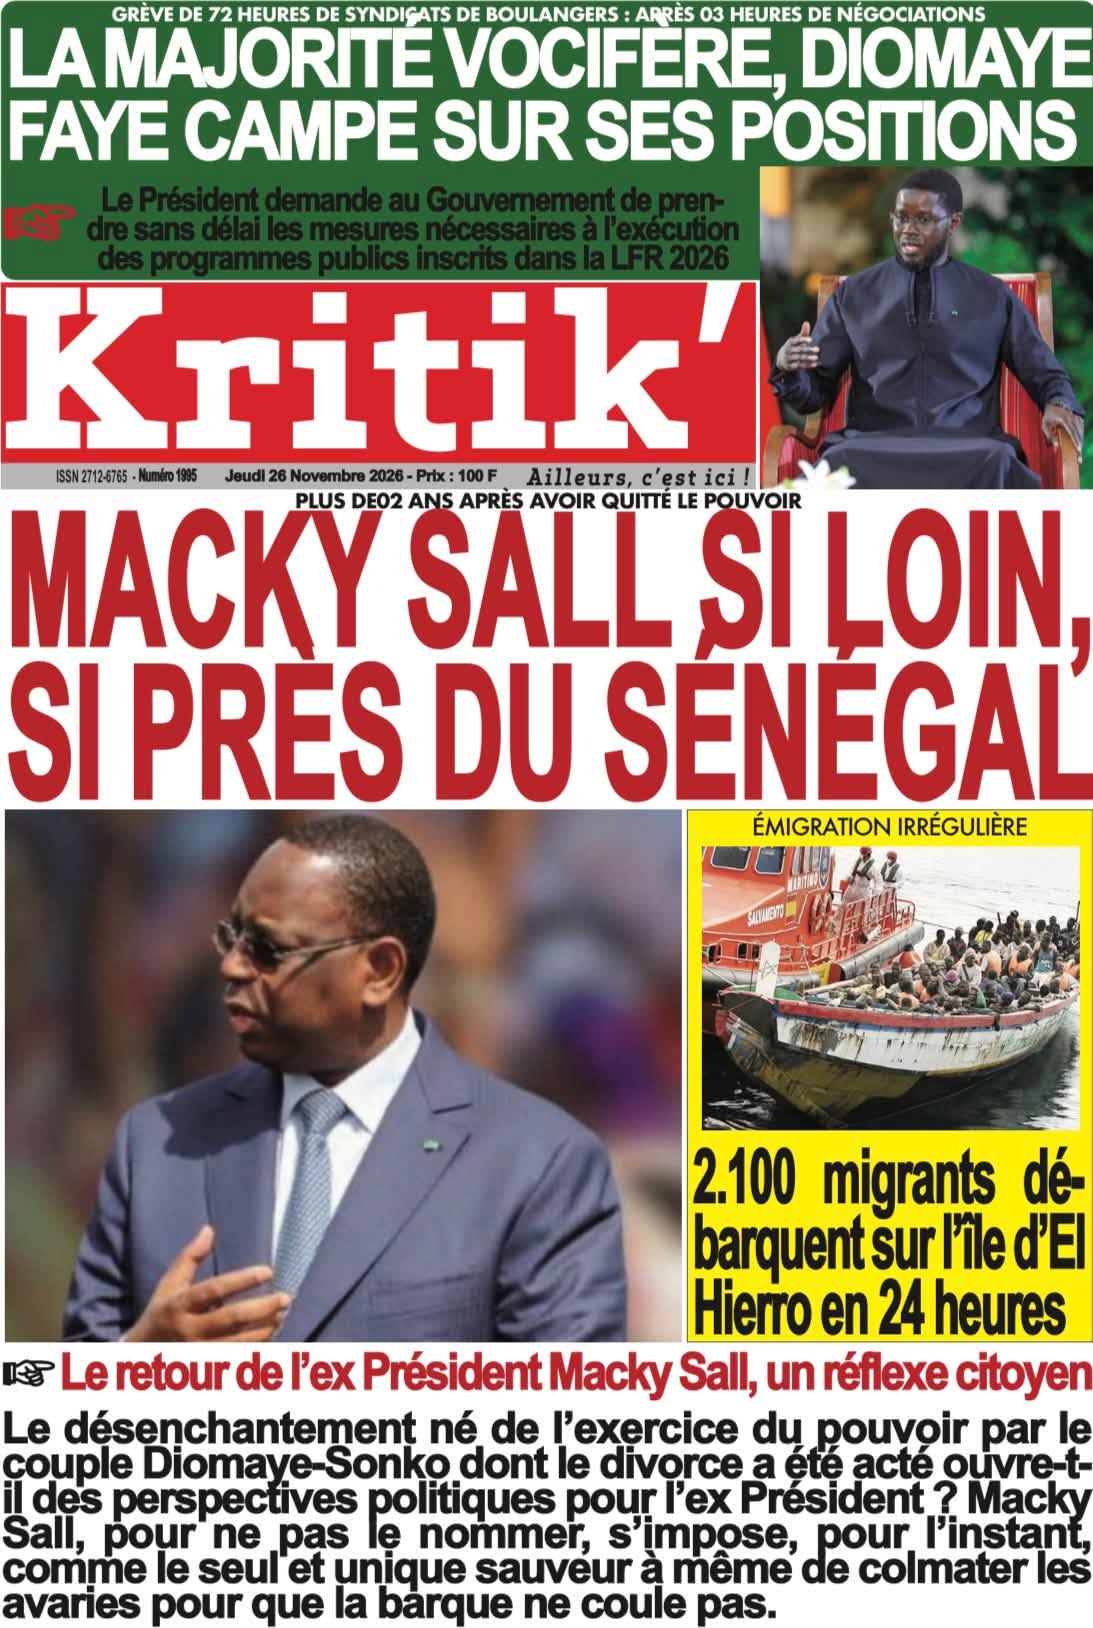 GRÈVE DE 72 HEURES DE SYNDICATS DE BOULANGERS : APRÈS 03 HEURES DE NÉGOCIATIONS
LA MAJORITÉ VOCIFÈRE, DIOMAYE
FAYE CAMPE SUR SES POSITIONS
Le Président demande au Gouvernement de pren-
dre sans délai les mesures nécessaires à l'exécution
des programmes publics inscrits dans la LFR 2026
Kritik'
ISSN 2712-6765 - Numéro 1995 Jeudi 26 Novembre 2026 - Prix : 100 F Ailleurs, c'est ici !
PLUS DE02 ANS APRÈS AVOIR QUITTÉ LE POUVOIR
MACKY SALL SI LOIN,
SI PRÈS DU SÉNÉGAL
ÉMIGRATION IRRÉGULIÈRE
MARITIMO
SALVAMENTO
2.100 migrants dé-
barquent sur l'île d'El
Hierro en 24 heures
Le retour de l'ex Président Macky Sall, un réflexe citoyen
Le désenchantement né de l'exercice du pouvoir par le
couple Diomaye-Sonko dont le divorce a été acté ouvre-t-
il des perspectives politiques pour l'ex Président ? Macky
Sall, pour ne pas le nommer, s'impose, pour l'instant,
comme le seul et unique sauveur à même de colmater les
avaries pour que la barque ne coule pas.